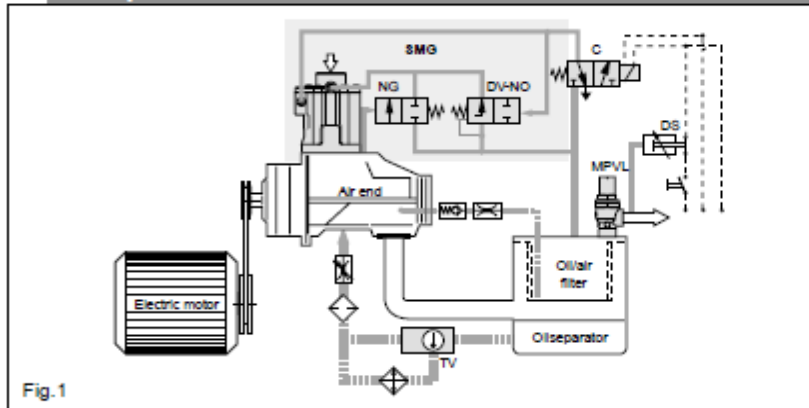 SMG
C
NG
DV-NO
DS
MPVL
Air end
Oil/air
filter
Electric motor
Oilseparator
TV
Fig.1